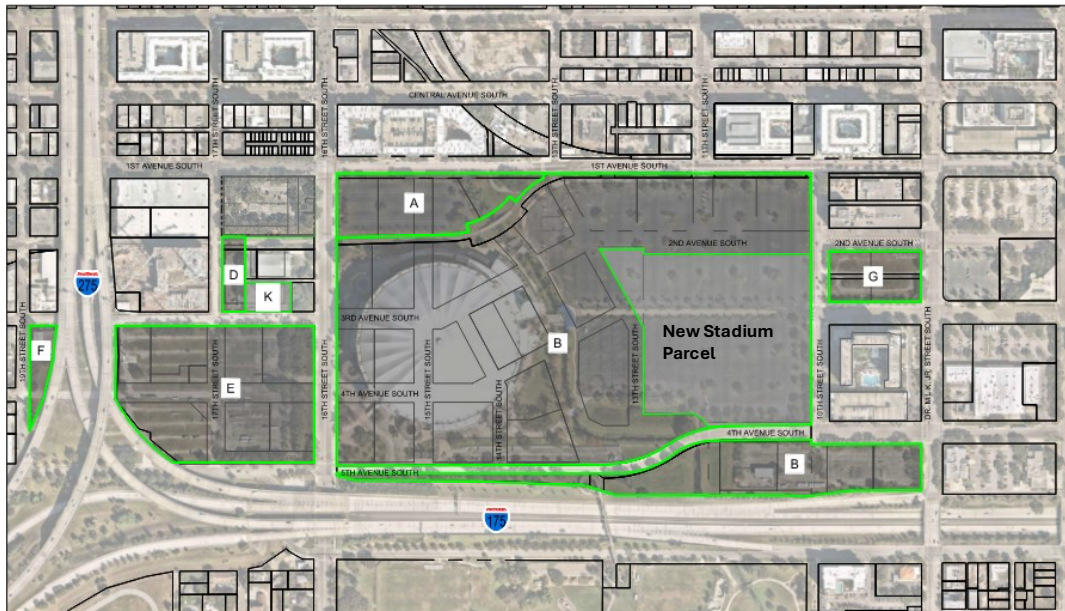 CENTRAL AVENUE SOUTH
17TH STREET SOUTH
16TH STREET SOUTH
13TH STREET SOUTH
11TH STREET SOUTH
1ST AVENUE SOUTH
1ST AVENUE SOUTH
A
2ND AVENUE SOUTH
2ND AVENUE SOUTH
D
G
275
K
3RD AVENUE SOUTH
19TH STREET SOUTH
F
B
New Stadium
Parcel
E
17TH STREET SOUTH
16TH STREET SOUTH
15TH STREET SOUTH
14TH STREET SOUTH
13TH STREET SOUTH
10TH STREET SOUTH
DR. M L K JR. STREET SOUTH
4TH AVENUE SOUTH
4TH AVENUE SOUTH
B
5TH AVENUE SOUTH
175